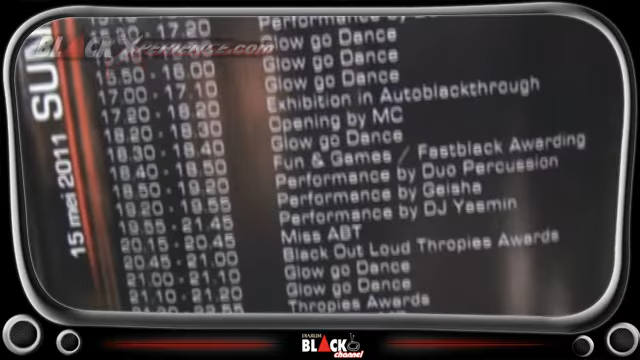 BLACKXPERIENCE.com
SU
15 mei 2011
17.20 Performance by
Glow go Dance
Glow go Dance
15.50 - 16.00 Glow go Dance
17.00 - 17.10 Exhibition in Autoblackthrough
17.20 - 18.20 Opening by MC
18.20 - 18.30 Glow go Dance
18.30 - 18.40 Fun & Games / Fastblack Awarding
18.40 - 18.50 Performance by Duo Percussion
18.50 - 19.20 Performance by Geisha
19.20 - 19.55 Performance by DJ Yasmin
19.55 - 21.45 Miss ABT
20.15 - 20.45 Black Out Loud Thropies Awards
20.45 - 21.00 Glow go Dance
21.00 - 21.10 Glow go Dance
21.10 - 21.20 Thropies Awards
DJARUM
BLACK
channel